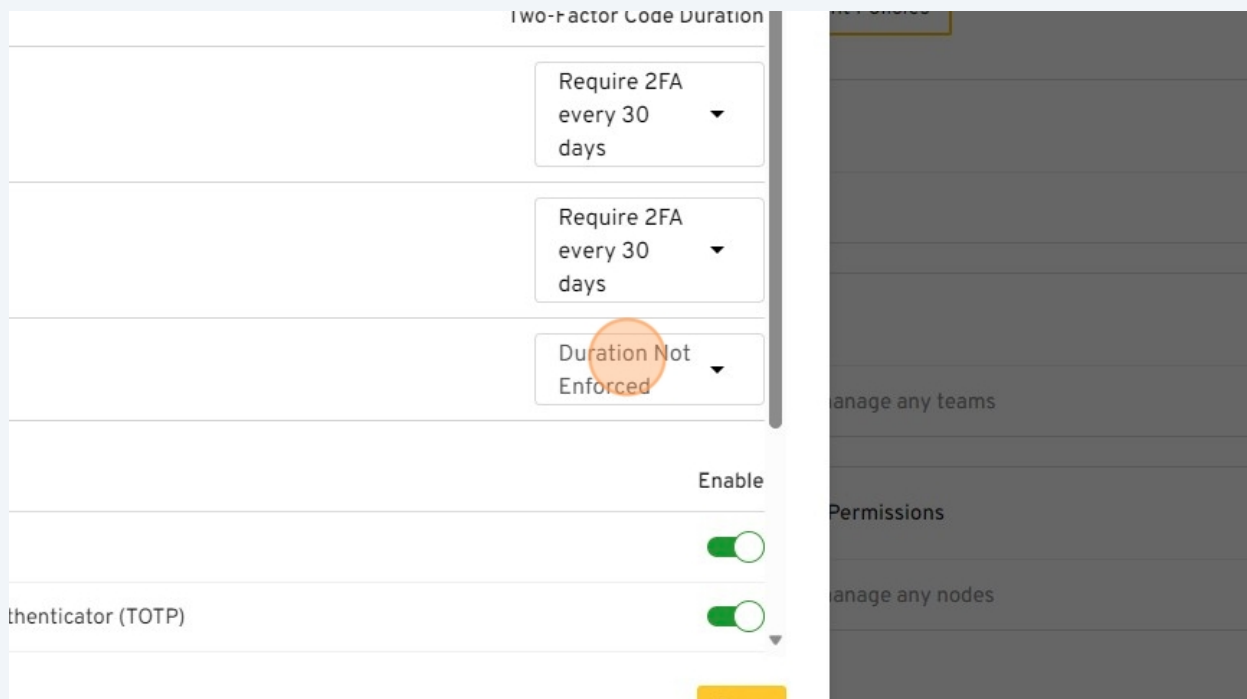 Two-Factor Code Duration
Require 2FA
every 30
days
Require 2FA
every 30
days
Duration Not
Enforced
anage any teams
Enable
Permissions
anage any nodes
thenticator (TOTP)